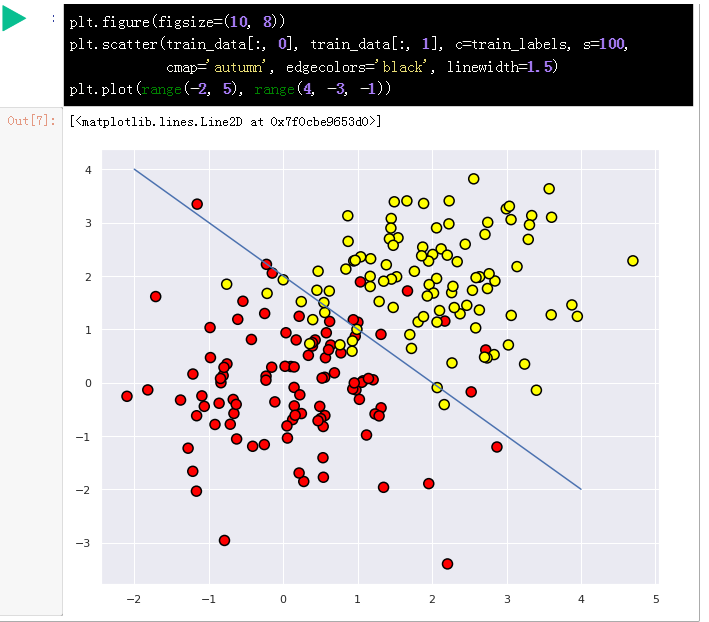 :
plt.figure(figsize=(10, 8))
plt.scatter(train_data[:, 0], train_data[:, 1], c=train_labels, s=100,
cmap='autumn', edgecolors='black', linewidth=1.5)
plt.plot(range(-2, 5), range(4, -3, -1))
Out[7]:
[<matplotlib.lines.Line2D at 0x7f0cbe9653d0>]
4
3
2
1
0
−1
−2
−3
−2 −1 0 1 2 3 4 5